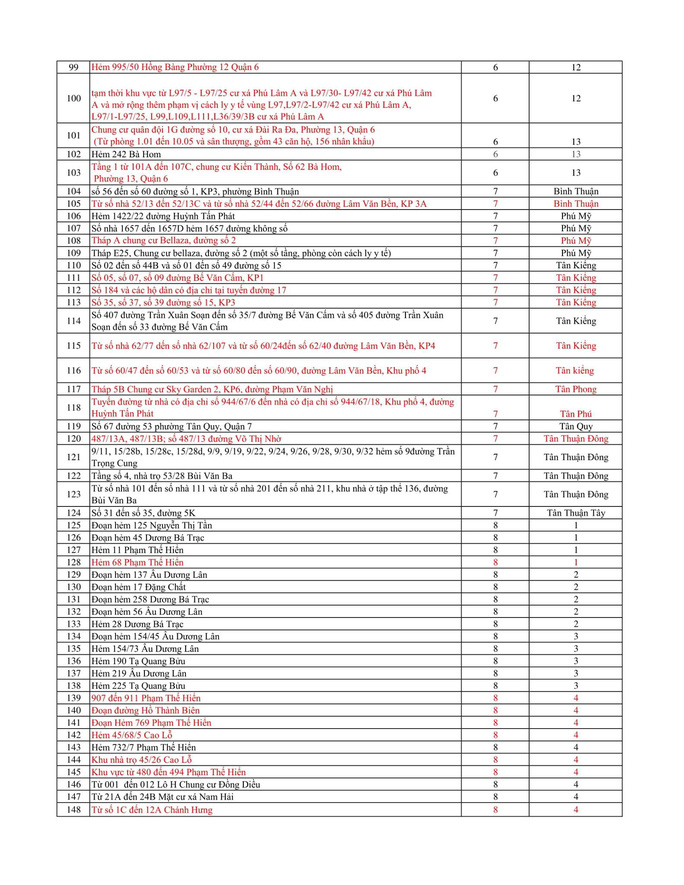 99 Hẻm 995/50 Hồng Bàng Phường 12 Quận 6 6 12
100 tạm thời khu vực từ L97/5 - L97/25 cư xá Phú Lâm A và L97/30- L97/42 cư xá Phú Lâm
A và mở rộng thêm phạm vị cách ly y tế vùng L97,L97/2-L97/42 cư xá Phú Lâm A,
L97/1-L97/25, L99,L109,L111,L36/39/3B cư xá Phú Lâm A 6 12
101 Chung cư quân đội 1G đường số 10, cư xá Đài Ra Đa, Phường 13, Quận 6
(Từ phòng 1.01 đến 10.05 và sân thượng, gồm 43 căn hộ, 156 nhân khẩu) 6 13
102 Hẻm 242 Bà Hom 6 13
103 Tầng 1 từ 101A đến 107C, chung cư Kiến Thành, Số 62 Bà Hom,
Phường 13, Quận 6 6 13
104 số 56 đến số 60 đường số 1, KP3, phường Bình Thuận 7 Bình Thuận
105 Từ số nhà 52/13 đến 52/13C và từ số nhà 52/44 đến 52/66 đường Lâm Văn Bền, KP 3A 7 Bình Thuận
106 Hẻm 1422/22 đường Huỳnh Tấn Phát 7 Phú Mỹ
107 Số nhà 1657 dến 1657D hẻm 1657 đường không số 7 Phú Mỹ
108 Tháp A chung cư Bellaza, đường số 2 7 Phú Mỹ
109 Tháp E25, Chung cư bellaza, đường số 2 (một số tầng, phòng còn cách ly y tế) 7 Phú Mỹ
110 Số 02 đến số 44B và số 01 đến số 49 đường số 15 7 Tân Kiểng
111 Số 05, số 07, số 09 đường Bế Văn Cấm, KP1 7 Tân Kiểng
112 Số 184 và các hộ dân có địa chỉ tại tuyến đường 17 7 Tân Kiểng
113 Số 35, số 37, số 39 đường số 15, KP3 7 Tân Kiểng
114 Số 407 đường Trần Xuân Soạn đến số 35/7 đường Bế Văn Cấm và số 405 đường Trần Xuân
Soạn đến số 33 đường Bế Văn Cấm 7 Tân Kiểng
115 Từ số nhà 62/77 dến số nhà 62/107 và từ số 60/24đến số 62/40 đường Lâm Văn Bền, KP4 7 Tân Kiểng
116 Từ số 60/47 đến số 60/53 và từ số 60/80 đến số 60/90, đường Lâm Văn Bền, Khu phố 4 7 Tân kiểng
117 Tháp 5B Chung cư Sky Garden 2, KP6, đường Phạm Văn Nghị 7 Tân Phong
118 Tuyến đường từ nhà có địa chỉ số 944/67/6 đến nhà có địa chỉ số 944/67/18, Khu phố 4, đường
Huỳnh Tấn Phát 7 Tân Phú
119 Số 67 đường 53 phường Tân Quy, Quận 7 7 Tân Quy
120 487/13A, 487/13B; số 487/13 đường Võ Thị Nhờ 7 Tân Thuận Đông
121 9/11, 15/28b, 15/28c, 15/28d, 9/9, 9/19, 9/22, 9/24, 9/26, 9/28, 9/30, 9/32 hẻm số 9đường Trần
Trọng Cung 7 Tân Thuận Đông
122 Tầng số 4, nhà trọ 53/28 Bùi Văn Ba 7 Tân Thuận Đông
123 Từ số nhà 101 đến số nhà 111 và từ số nhà 201 đến số nhà 211, khu nhà ở tập thể 136, đường
Bùi Văn Ba 7 Tân Thuận Đông
124 Số 31 đến số 35, đường 5K 7 Tân Thuận Tây
125 Đoạn hẻm 125 Nguyễn Thị Tần 8 1
126 Đoạn hẻm 45 Dương Bá Trạc 8 1
127 Hẻm 11 Phạm Thế Hiển 8 1
128 Hẻm 68 Phạm Thế Hiển 8 1
129 Đoạn hẻm 137 Âu Dương Lân 8 2
130 Đoạn hẻm 17 Đặng Chất 8 2
131 Đoạn hẻm 258 Dương Bá Trạc 8 2
132 Đoạn hẻm 56 Âu Dương Lân 8 2
133 Hẻm 28 Dương Bá Trạc 8 2
134 Đoạn hẻm 154/45 Âu Dương Lân 8 3
135 Hẻm 154/73 Âu Dương Lân 8 3
136 Hẻm 190 Tạ Quang Bửu 8 3
137 Hẻm 219 Âu Dương Lân 8 3
138 Hẻm 225 Tạ Quang Bửu 8 3
139 907 đến 911 Phạm Thế Hiển 8 4
140 Đoạn đường Hồ Thành Biên 8 4
141 Đoạn Hẻm 769 Phạm Thế Hiển 8 4
142 Hẻm 45/68/5 Cao Lỗ 8 4
143 Hẻm 732/7 Phạm Thế Hiển 8 4
144 Khu nhà trọ 45/26 Cao Lỗ 8 4
145 Khu vực từ 480 đến 494 Phạm Thế Hiển 8 4
146 Từ 001 đến 012 Lô H Chung cư Đồng Diều 8 4
147 Từ 21A đến 24B Mặt cư xá Nam Hải 8 4
148 Từ số 1C đến 12A Chánh Hưng 8 4